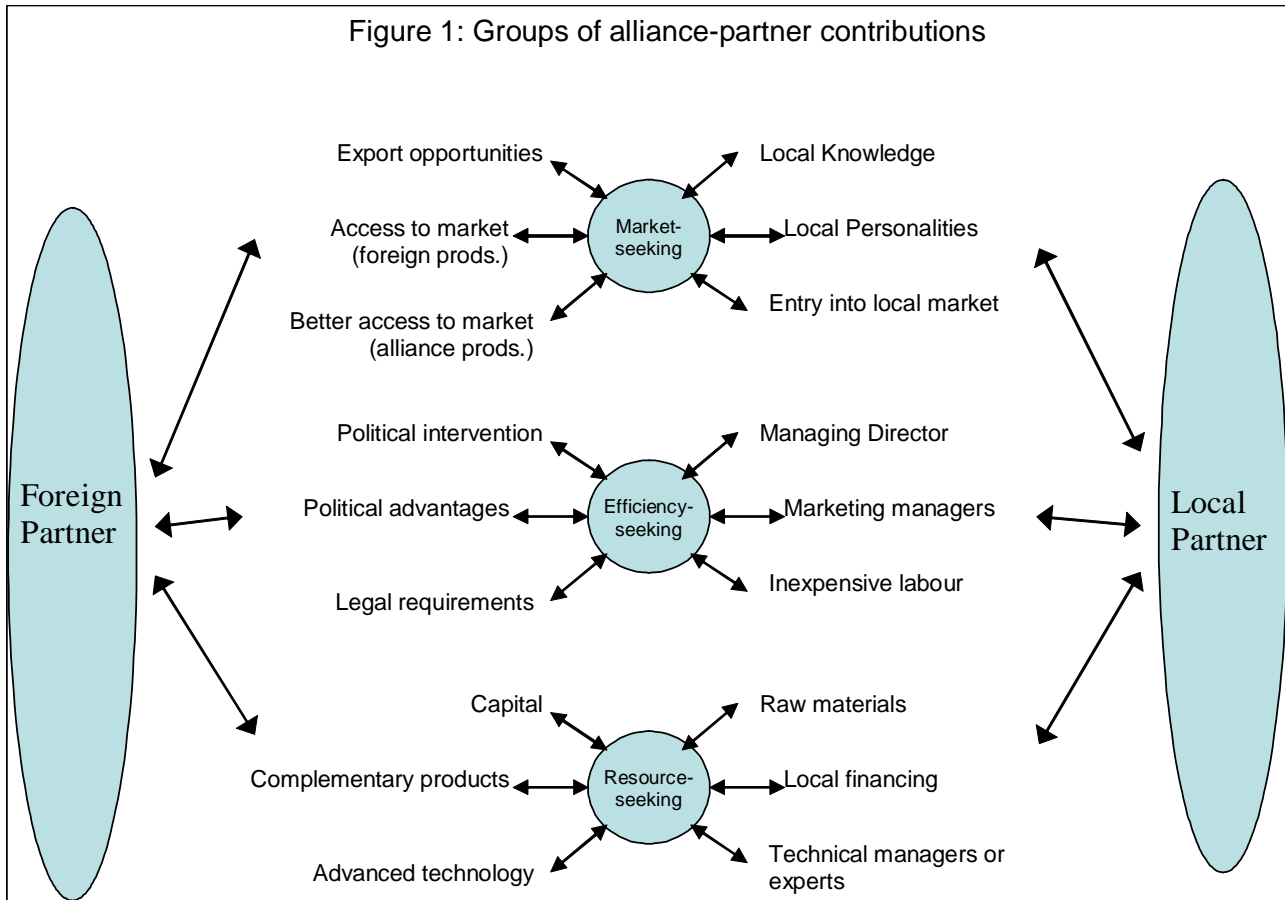 Figure 1: Groups of alliance-partner contributions
Export opportunities
Local Knowledge
Access to market
(foreign prods.)
Market-
seeking
Local Personalities
Better access to market
(alliance prods.)
Entry into local market
Political intervention
Managing Director
Foreign
Partner
Political advantages
Efficiency-
seeking
Marketing managers
Local
Partner
Legal requirements
Inexpensive labour
Capital
Raw materials
Complementary products
Resource-
seeking
Local financing
Advanced technology
Technical managers or
experts